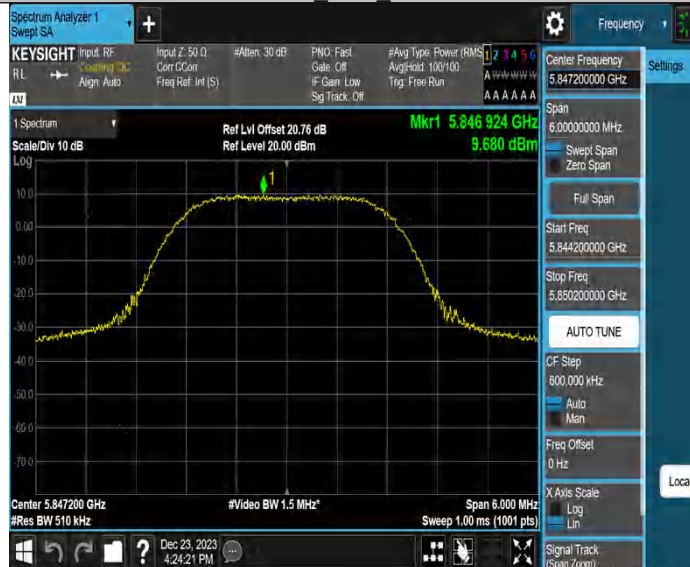 Spectrum Analyzer 1
Swept SA
+
Frequency
KEYSIGHT
RL
Input: RF
Coupling: DC
Align: Auto
Input Z: 50 Ω
Corr CCorr
Freq Ref: Int (S)
#Atten: 30 dB
PNO: Fast
Gate: Off
IF Gain: Low
Sig Track: Off
#Avg Type: Power (RMS
Avg|Hold: 100/100
Trig: Free Run
1 2 3 4 5 6
A W W W W W
A A A A A A
LXI
1 Spectrum
Scale/Div 10 dB
Log
Ref Lvl Offset 20.76 dB
Ref Level 20.00 dBm
Mkr1 5.846 924 GHz
9.680 dBm
1
10.0
0.00
-10.0
-20.0
-30.0
-40.0
-50.0
-60.0
-70.0
Center 5.847200 GHz
#Res BW 510 kHz
#Video BW 1.5 MHz*
Span 6.000 MHz
Sweep 1.00 ms (1001 pts)
?
Dec 23, 2023
4:24:21 PM
Center Frequency
5.847200000 GHz
Span
6.00000000 MHz
Swept Span
Zero Span
Full Span
Start Freq
5.844200000 GHz
Stop Freq
5.850200000 GHz
AUTO TUNE
CF Step
600.000 kHz
Auto
Man
Freq Offset
0 Hz
X Axis Scale
Log
Lin
Signal Track
(Span Zoom)
Settings
Loca